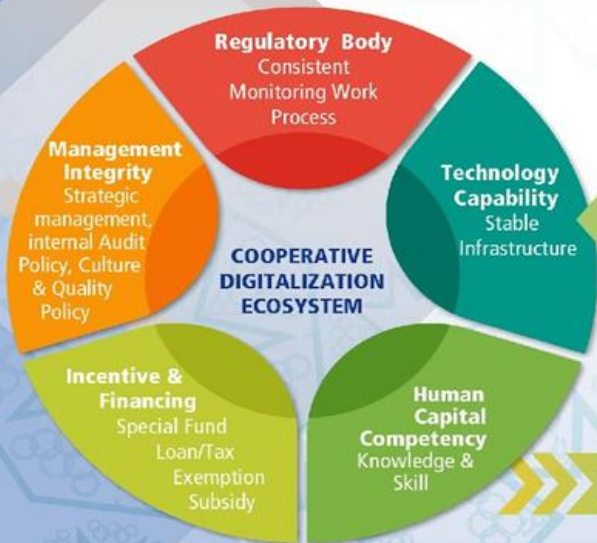 Regulatory Body
Consistent
Monitoring Work
Process
Technology
Capability
Stable
Infrastructure
Human
Capital
Competency
Knowledge &
Skill
Incentive &
Financing
Special Fund
Loan/Tax
Exemption
Subsidy
Management
Integrity
Strategic
management,
internal Audit
Policy, Culture
& Quality
Policy
COOPERATIVE
DIGITALIZATION
ECOSYSTEM